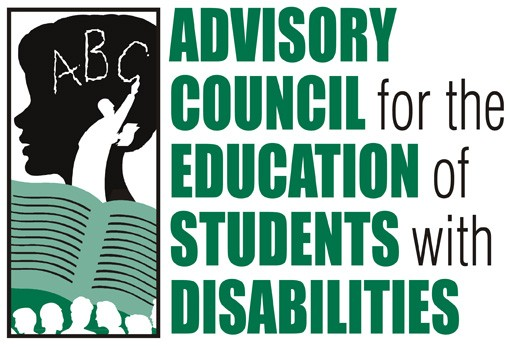 ABC
ADVISORY
COUNCIL for the
EDUCATION of
STUDENTS with
DISABILITIES